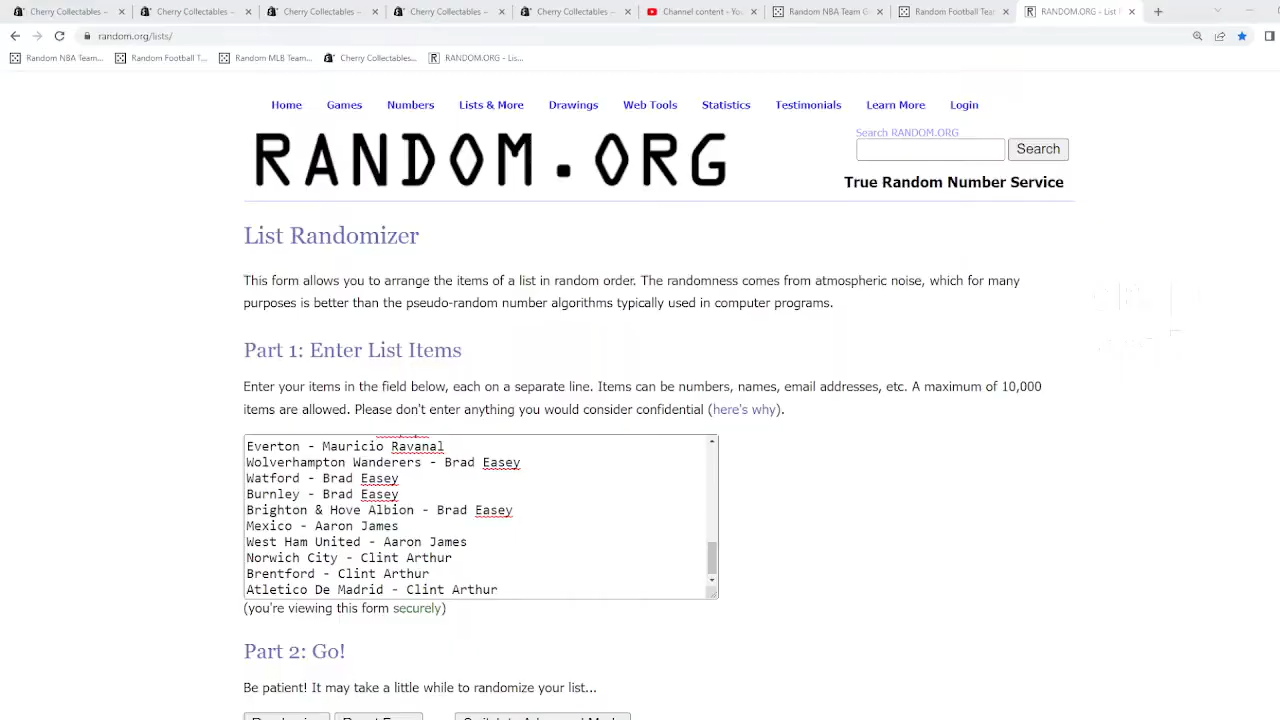 Cherry Collectables –
Cherry Collectables –
Cherry Collectables –
Cherry Collectables –
Cherry Collectables –
Channel content - You
Random NBA Team G
Random Football Tea
RANDOM.ORG - List
random.org/lists/
Random NBA Team...
Random Football T...
Random MLB Team...
Cherry Collectables...
RANDOM.ORG - Lis...
Home
Games
Numbers
Lists & More
Drawings
Web Tools
Statistics
Testimonials
Learn More
Login
RANDOM.ORG
Search RANDOM.ORG
Search
True Random Number Service
List Randomizer
This form allows you to arrange the items of a list in random order. The randomness comes from atmospheric noise, which for many
purposes is better than the pseudo-random number algorithms typically used in computer programs.
Part 1: Enter List Items
Enter your items in the field below, each on a separate line. Items can be numbers, names, email addresses, etc. A maximum of 10,000
items are allowed. Please don't enter anything you would consider confidential (here's why).
Everton - Mauricio Ravanal
Wolverhampton Wanderers - Brad Easey
Watford - Brad Easey
Burnley - Brad Easey
Brighton & Hove Albion - Brad Easey
Mexico - Aaron James
West Ham United - Aaron James
Norwich City - Clint Arthur
Brentford - Clint Arthur
Atletico De Madrid - Clint Arthur
(you're viewing this form securely)
Part 2: Go!
Be patient! It may take a little while to randomize your list...